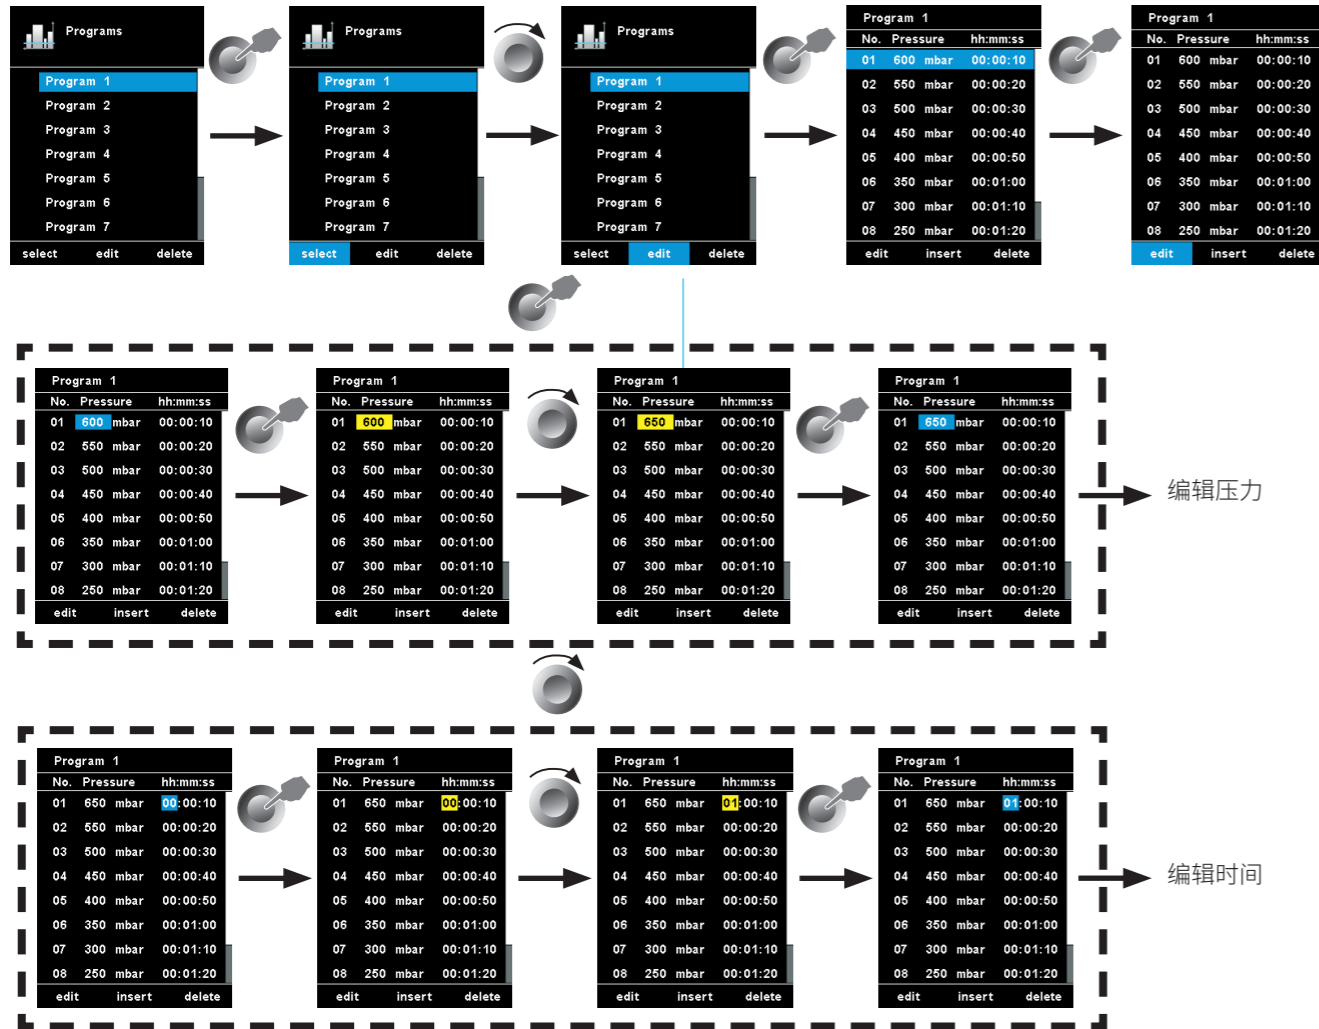 Programs
Program 1
Program 2
Program 3
Program 4
Program 5
Program 6
Program 7
select edit delete
Programs
Program 1
Program 2
Program 3
Program 4
Program 5
Program 6
Program 7
select edit delete
Programs
Program 1
Program 2
Program 3
Program 4
Program 5
Program 6
Program 7
select edit delete
Program 1
No. Pressure hh:mm:ss
01 600 mbar 00:00:10
02 550 mbar 00:00:20
03 500 mbar 00:00:30
04 450 mbar 00:00:40
05 400 mbar 00:00:50
06 350 mbar 00:01:00
07 300 mbar 00:01:10
08 250 mbar 00:01:20
edit insert delete
Program 1
No. Pressure hh:mm:ss
01 600 mbar 00:00:10
02 550 mbar 00:00:20
03 500 mbar 00:00:30
04 450 mbar 00:00:40
05 400 mbar 00:00:50
06 350 mbar 00:01:00
07 300 mbar 00:01:10
08 250 mbar 00:01:20
edit insert delete
Program 1
No. Pressure hh:mm:ss
01 600 mbar 00:00:10
02 550 mbar 00:00:20
03 500 mbar 00:00:30
04 450 mbar 00:00:40
05 400 mbar 00:00:50
06 350 mbar 00:01:00
07 300 mbar 00:01:10
08 250 mbar 00:01:20
edit insert delete
Program 1
No. Pressure hh:mm:ss
01 600 mbar 00:00:10
02 550 mbar 00:00:20
03 500 mbar 00:00:30
04 450 mbar 00:00:40
05 400 mbar 00:00:50
06 350 mbar 00:01:00
07 300 mbar 00:01:10
08 250 mbar 00:01:20
edit insert delete
Program 1
No. Pressure hh:mm:ss
01 650 mbar 00:00:10
02 550 mbar 00:00:20
03 500 mbar 00:00:30
04 450 mbar 00:00:40
05 400 mbar 00:00:50
06 350 mbar 00:01:00
07 300 mbar 00:01:10
08 250 mbar 00:01:20
edit insert delete
Program 1
No. Pressure hh:mm:ss
01 650 mbar 00:00:10
02 550 mbar 00:00:20
03 500 mbar 00:00:30
04 450 mbar 00:00:40
05 400 mbar 00:00:50
06 350 mbar 00:01:00
07 300 mbar 00:01:10
08 250 mbar 00:01:20
edit insert delete
编辑压力
Program 1
No. Pressure hh:mm:ss
01 650 mbar 00:00:10
02 550 mbar 00:00:20
03 500 mbar 00:00:30
04 450 mbar 00:00:40
05 400 mbar 00:00:50
06 350 mbar 00:01:00
07 300 mbar 00:01:10
08 250 mbar 00:01:20
edit insert delete
Program 1
No. Pressure hh:mm:ss
01 650 mbar 00:00:10
02 550 mbar 00:00:20
03 500 mbar 00:00:30
04 450 mbar 00:00:40
05 400 mbar 00:00:50
06 350 mbar 00:01:00
07 300 mbar 00:01:10
08 250 mbar 00:01:20
edit insert delete
Program 1
No. Pressure hh:mm:ss
01 650 mbar 01:00:10
02 550 mbar 00:00:20
03 500 mbar 00:00:30
04 450 mbar 00:00:40
05 400 mbar 00:00:50
06 350 mbar 00:01:00
07 300 mbar 00:01:10
08 250 mbar 00:01:20
edit insert delete
Program 1
No. Pressure hh:mm:ss
01 650 mbar 01:00:10
02 550 mbar 00:00:20
03 500 mbar 00:00:30
04 450 mbar 00:00:40
05 400 mbar 00:00:50
06 350 mbar 00:01:00
07 300 mbar 00:01:10
08 250 mbar 00:01:20
edit insert delete
编辑时间